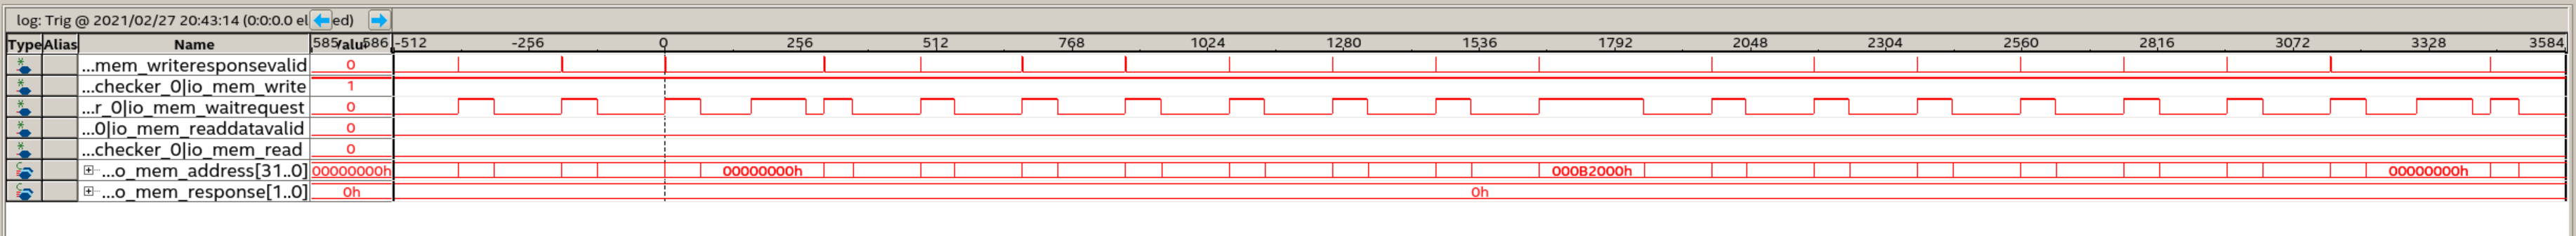 log: Trig @ 2021/02/27 20:43:14 (0:0:0.0 el ed)
Type Alias Name 585 Valu 586 -512 -256 0 256 512 768 1024 1280 1536 1792 2048 2304 2560 2816 3072 3328 3584
...mem_writeresponsevalid 0
...checker_0|io_mem_write 1
...r_0|io_mem_waitrequest 0
...0|io_mem_readdatavalid 0
...checker_0|io_mem_read 0
...o_mem_address[31..0] 00000000h 00000000h 000B2000h 00000000h
...o_mem_response[1..0] 0h 0h